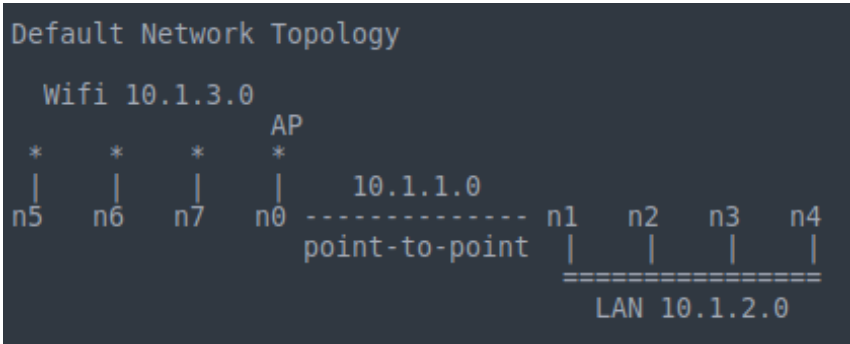 Default Network Topology
Wifi 10.1.3.0
AP
* * * *
| | | | 10.1.1.0
n5 n6 n7 n0 -------------- n1 n2 n3 n4
point-to-point | | | |
================
LAN 10.1.2.0